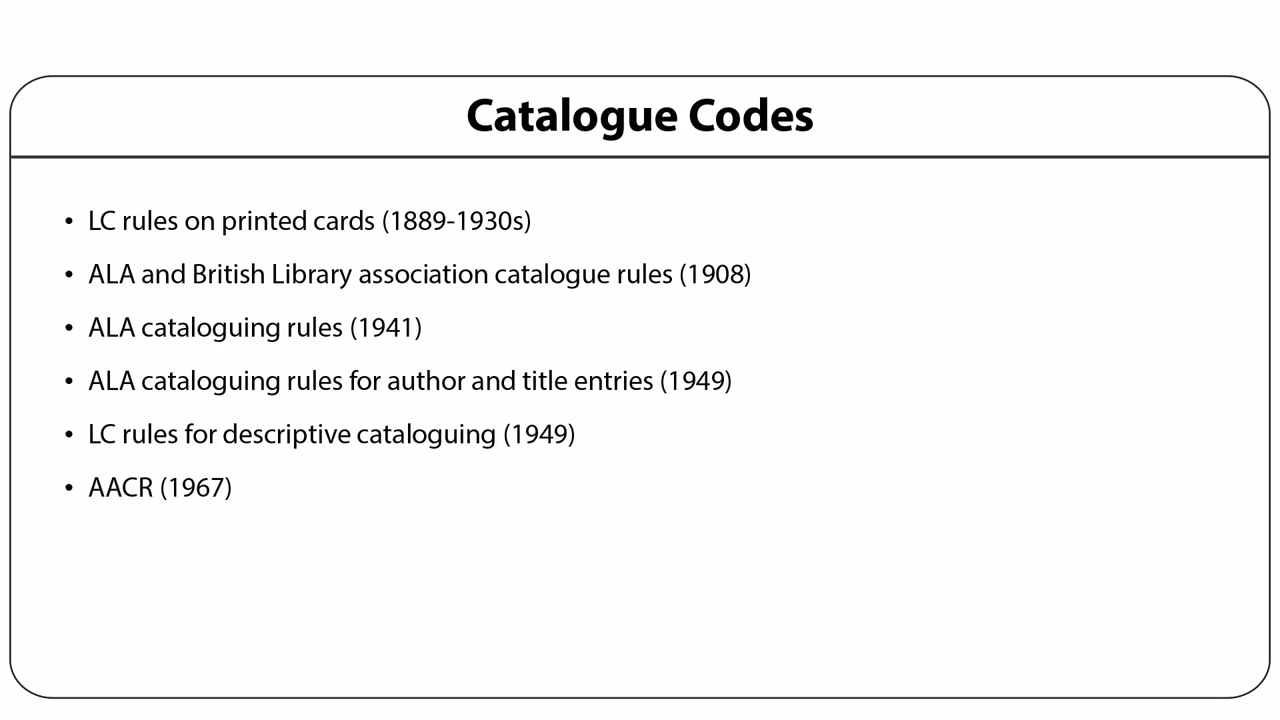 Catalogue Codes
• LC rules on printed cards (1889-1930s)
• ALA and British Library association catalogue rules (1908)
• ALA cataloguing rules (1941)
• ALA cataloguing rules for author and title entries (1949)
• LC rules for descriptive cataloguing (1949)
• AACR (1967)